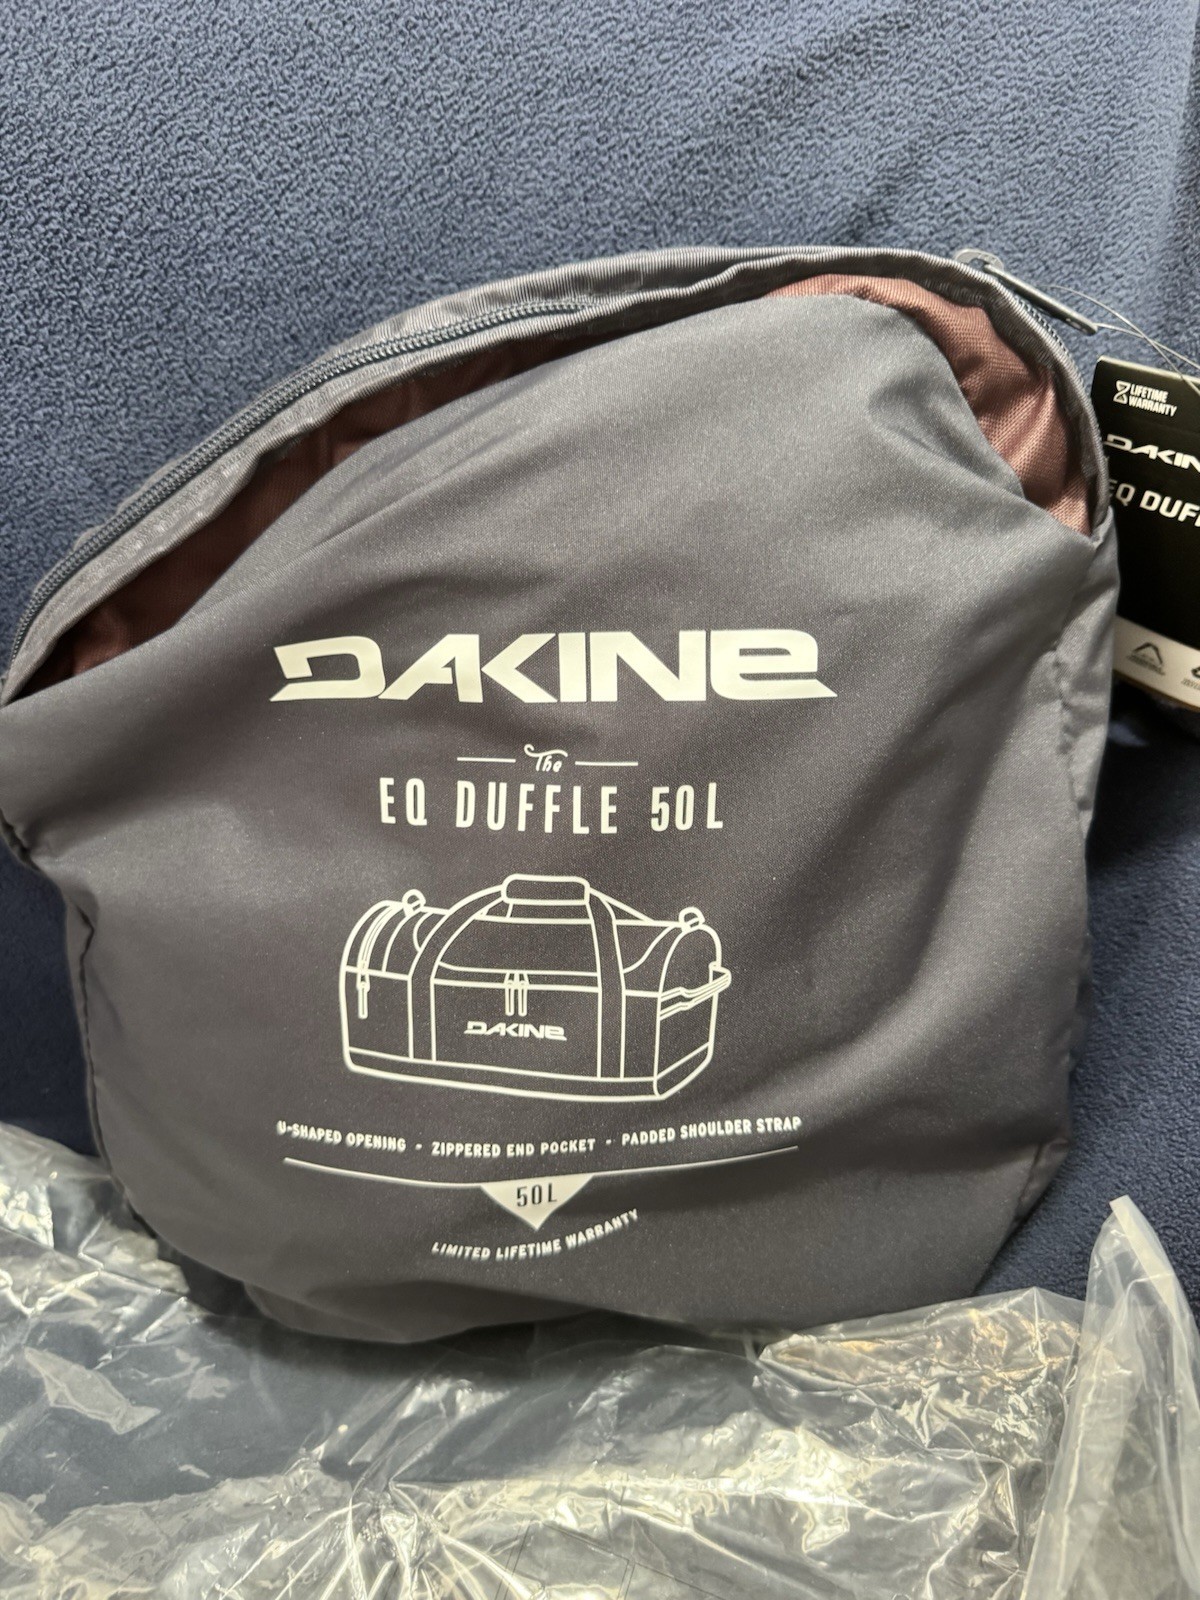 LIFETIME
WARRANTY
DAKIN
EQ DUFF
DAKINE
The
EQ DUFFLE 50L
DAKINE
U-SHAPED OPENING - ZIPPERED END POCKET - PADDED SHOULDER STRAP
50L
LIMITED LIFETIME WARRANTY